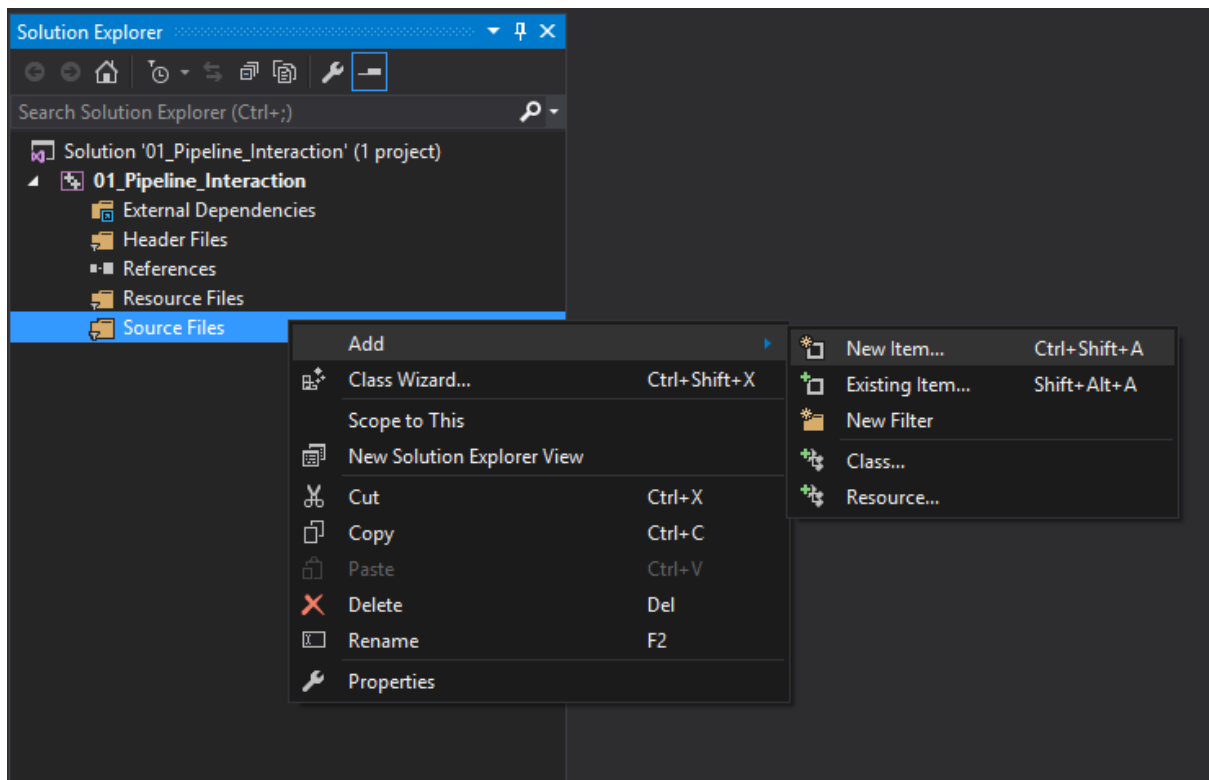 Solution Explorer
Search Solution Explorer (Ctrl+;)
Solution '01_Pipeline_Interaction' (1 project)
01_Pipeline_Interaction
External Dependencies
Header Files
References
Resource Files
Source Files
Add
Class Wizard... Ctrl+Shift+X
Scope to This
New Solution Explorer View
Cut Ctrl+X
Copy Ctrl+C
Paste Ctrl+V
Delete Del
Rename F2
Properties
New Item... Ctrl+Shift+A
Existing Item... Shift+Alt+A
New Filter
Class...
Resource...